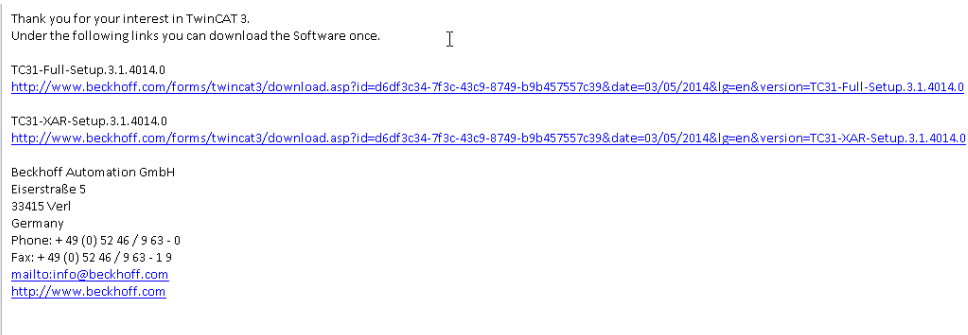 Thank you for your interest in TwinCAT 3.
Under the following links you can download the Software once.
TC31-Full-Setup.3.1.4014.0
http://www.beckhoff.com/forms/twincat3/download.asp?id=d6df3c34-7f3c-43c9-8749-b9b457557c39&date=03/05/2014&lg=en&version=TC31-Full-Setup.3.1.4014.0
TC31-XAR-Setup.3.1.4014.0
http://www.beckhoff.com/forms/twincat3/download.asp?id=d6df3c34-7f3c-43c9-8749-b9b457557c39&date=03/05/2014&lg=en&version=TC31-XAR-Setup.3.1.4014.0
Beckhoff Automation GmbH
Eiserstraße 5
33415 Verl
Germany
Phone: + 49 (0) 52 46 / 9 63 - 0
Fax: + 49 (0) 52 46 / 9 63 - 1 9
mailto:info@beckhoff.com
http://www.beckhoff.com